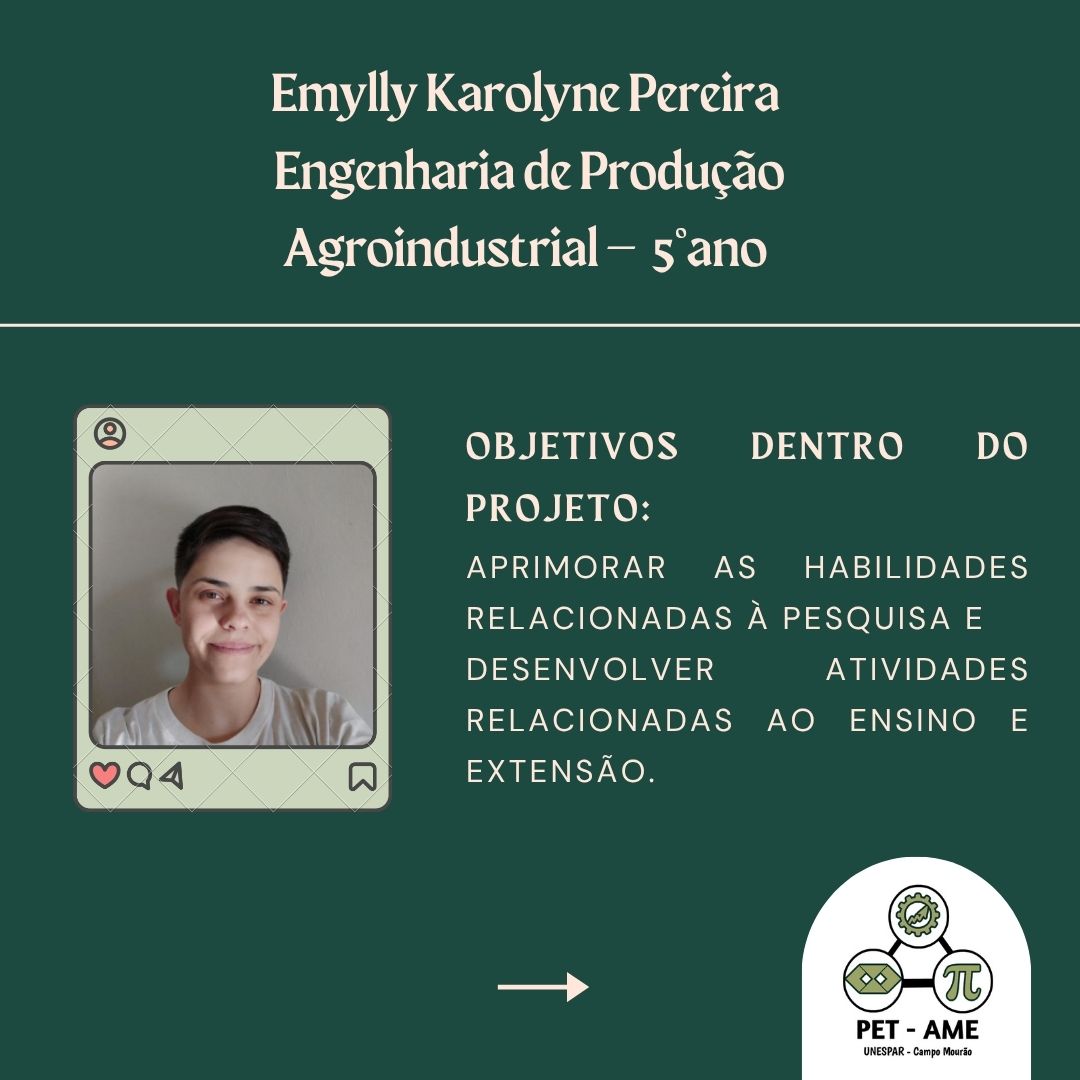 Emylly Karolyne Pereira
Engenharia de Produção
Agroindustrial – 5°ano
OBJETIVOS DENTRO DO
PROJETO:
APRIMORAR AS HABILIDADES
RELACIONADAS À PESQUISA E
DESENVOLVER ATIVIDADES
RELACIONADAS AO ENSINO E
EXTENSÃO.
π
PET - AME
UNESPAR - Campo Mourão